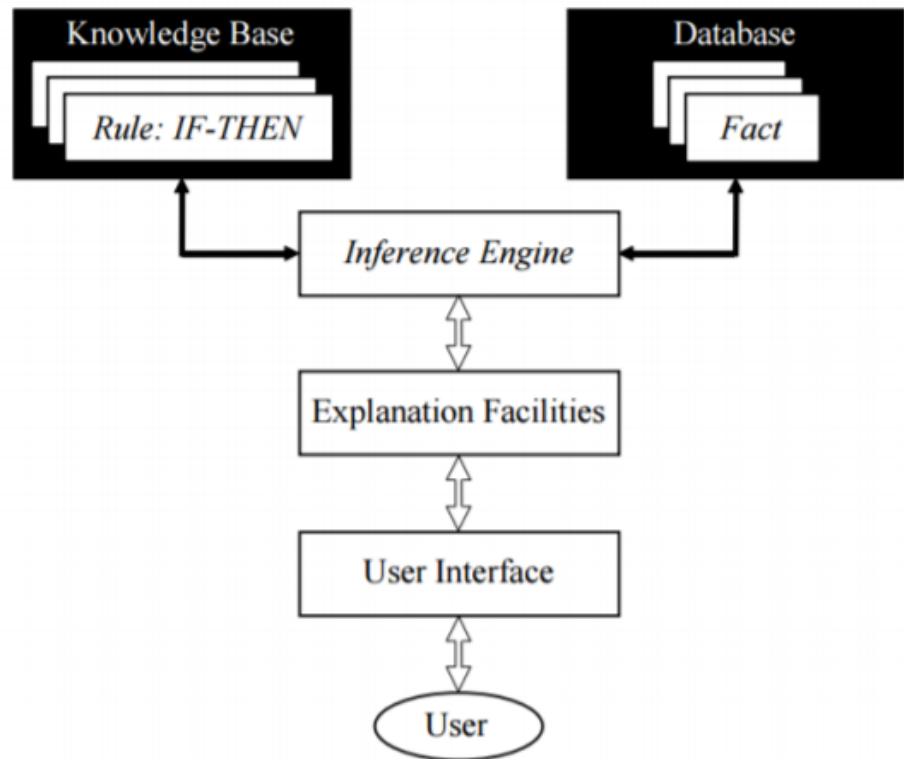 Knowledge Base
Rule: IF-THEN
Database
Fact
Inference Engine
Explanation Facilities
User Interface
User